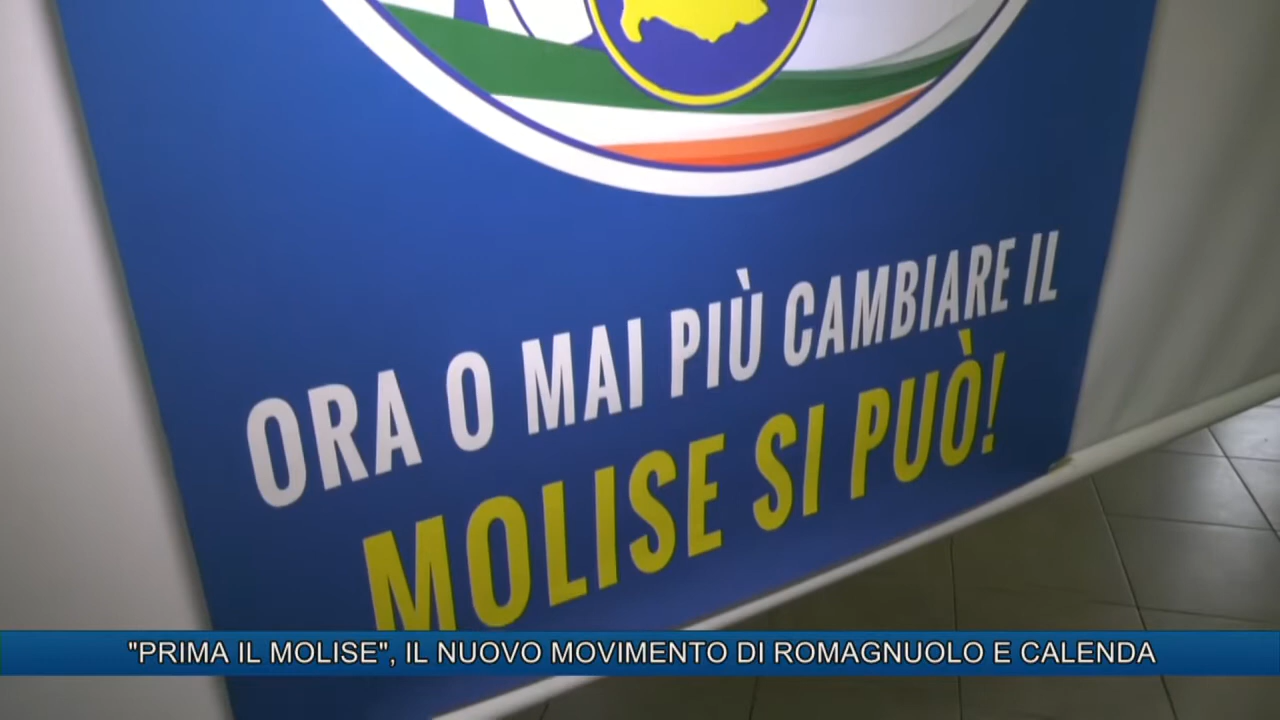 ORA O MAI PIÙ CAMBIARE IL
MOLISE SI PUÒ!
"PRIMA IL MOLISE", IL NUOVO MOVIMENTO DI ROMAGNUOLO E CALENDA